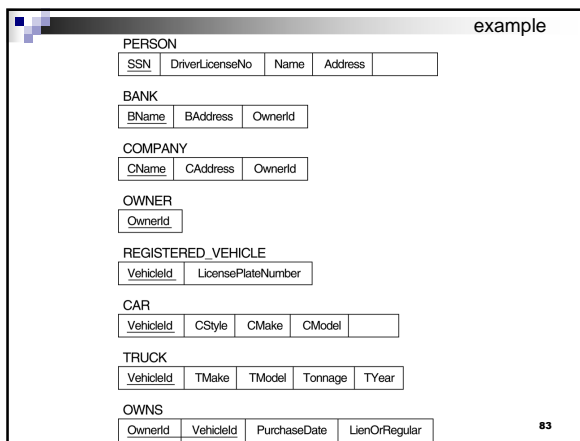 example
PERSON
SSN DriverLicenseNo Name Address
BANK
BName BAddress OwnerId
COMPANY
CName CAddress OwnerId
OWNER
OwnerId
REGISTERED_VEHICLE
VehicleId LicensePlateNumber
CAR
VehicleId CStyle CMake CModel
TRUCK
VehicleId TMake TModel Tonnage TYear
OWNS
OwnerId VehicleId PurchaseDate LienOrRegular
83